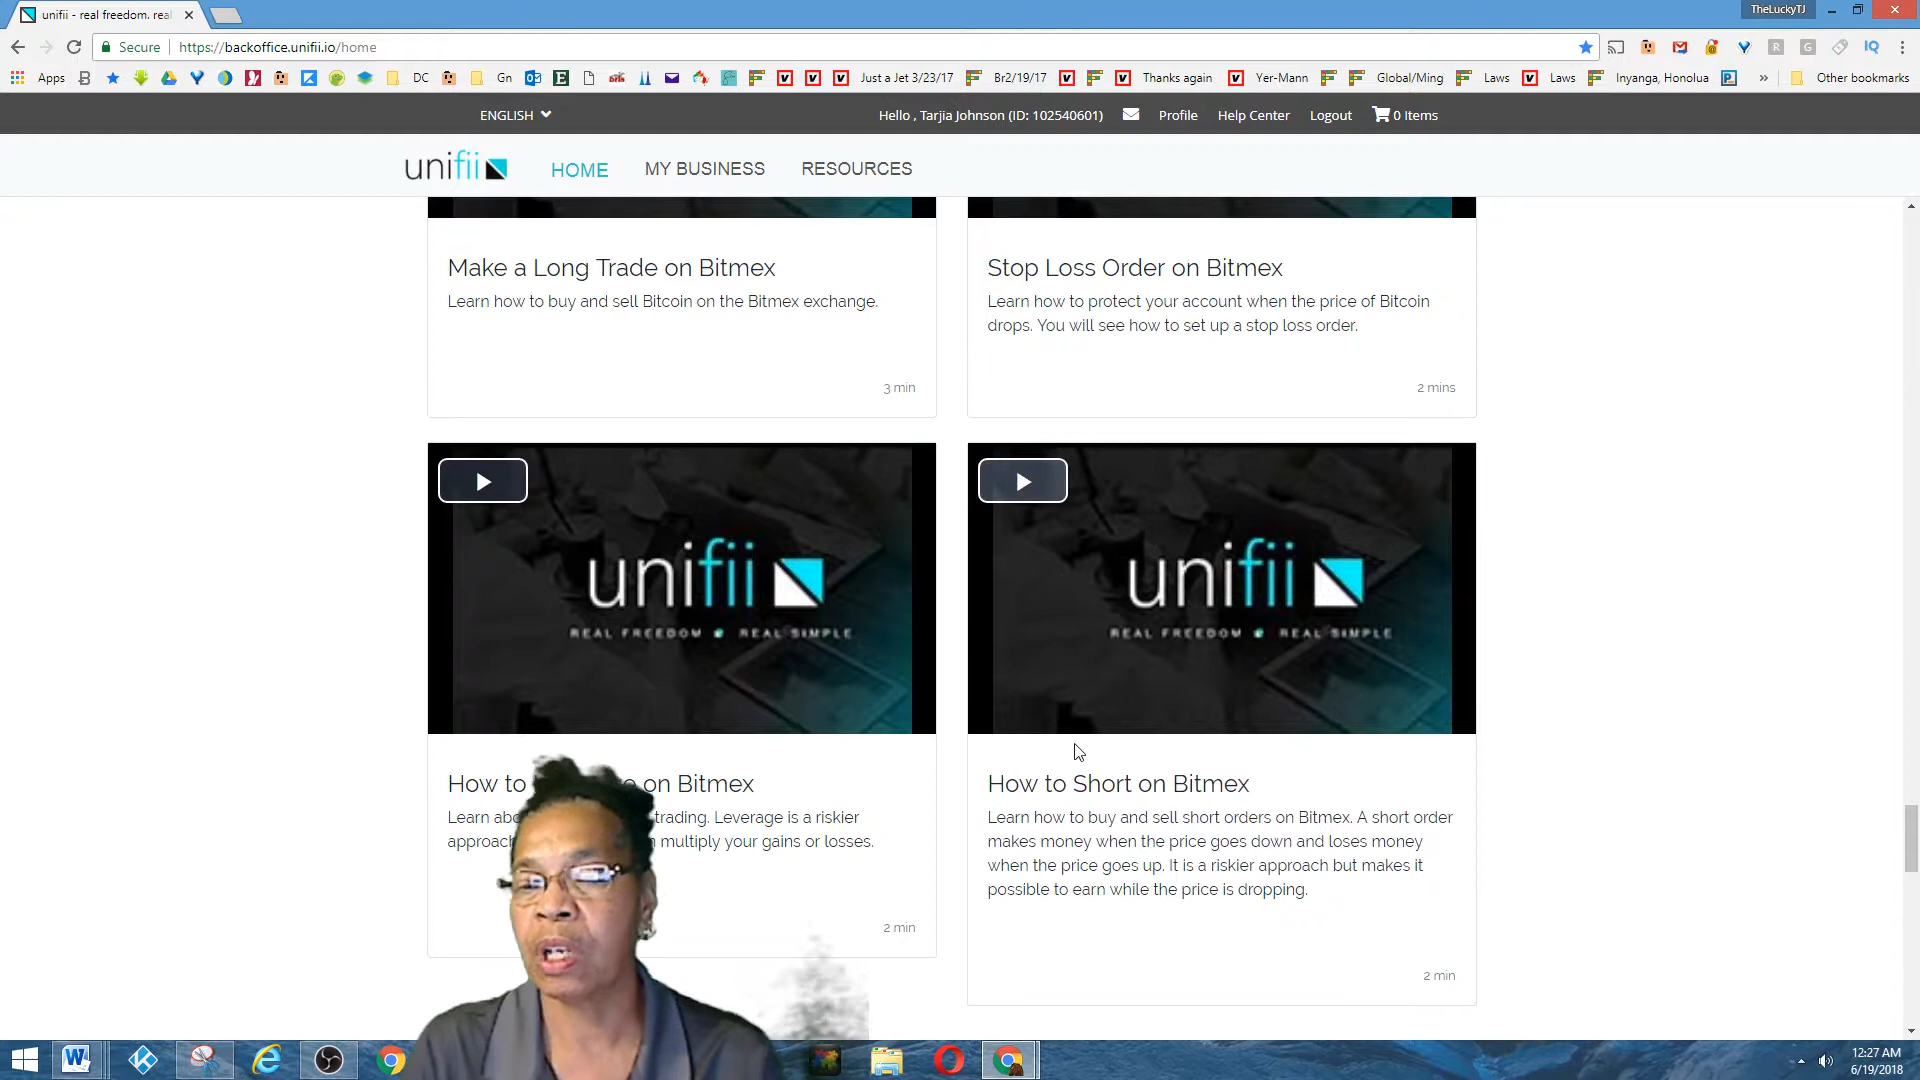 unifii - real freedom. rea
TheLuckyTJ
Secure
https://backoffice.unifii.io/home
Apps
DC
Gn
Just a Jet 3/23/17
Br2/19/17
Thanks again
Yer-Mann
Global/Ming
Laws
Laws
Inyanga, Honolua
»
Other bookmarks
ENGLISH
Hello , Tarjia Johnson (ID: 102540601)
Profile
Help Center
Logout
0 Items
unifii
HOME
MY BUSINESS
RESOURCES
Make a Long Trade on Bitmex
Learn how to buy and sell Bitcoin on the Bitmex exchange.
3 min
Stop Loss Order on Bitmex
Learn how to protect your account when the price of Bitcoin
drops. You will see how to set up a stop loss order.
2 mins
unifii
REAL FREEDOM REAL SIMPLE
unifii
REAL FREEDOM REAL SIMPLE
How to on Bitmex
Learn trading. Leverage is a riskier
multiply your gains or losses.
2 min
How to Short on Bitmex
Learn how to buy and sell short orders on Bitmex. A short order
makes money when the price goes down and loses money
when the price goes up. It is a riskier approach but makes it
possible to earn while the price is dropping.
2 min
12:27 AM
6/19/2018